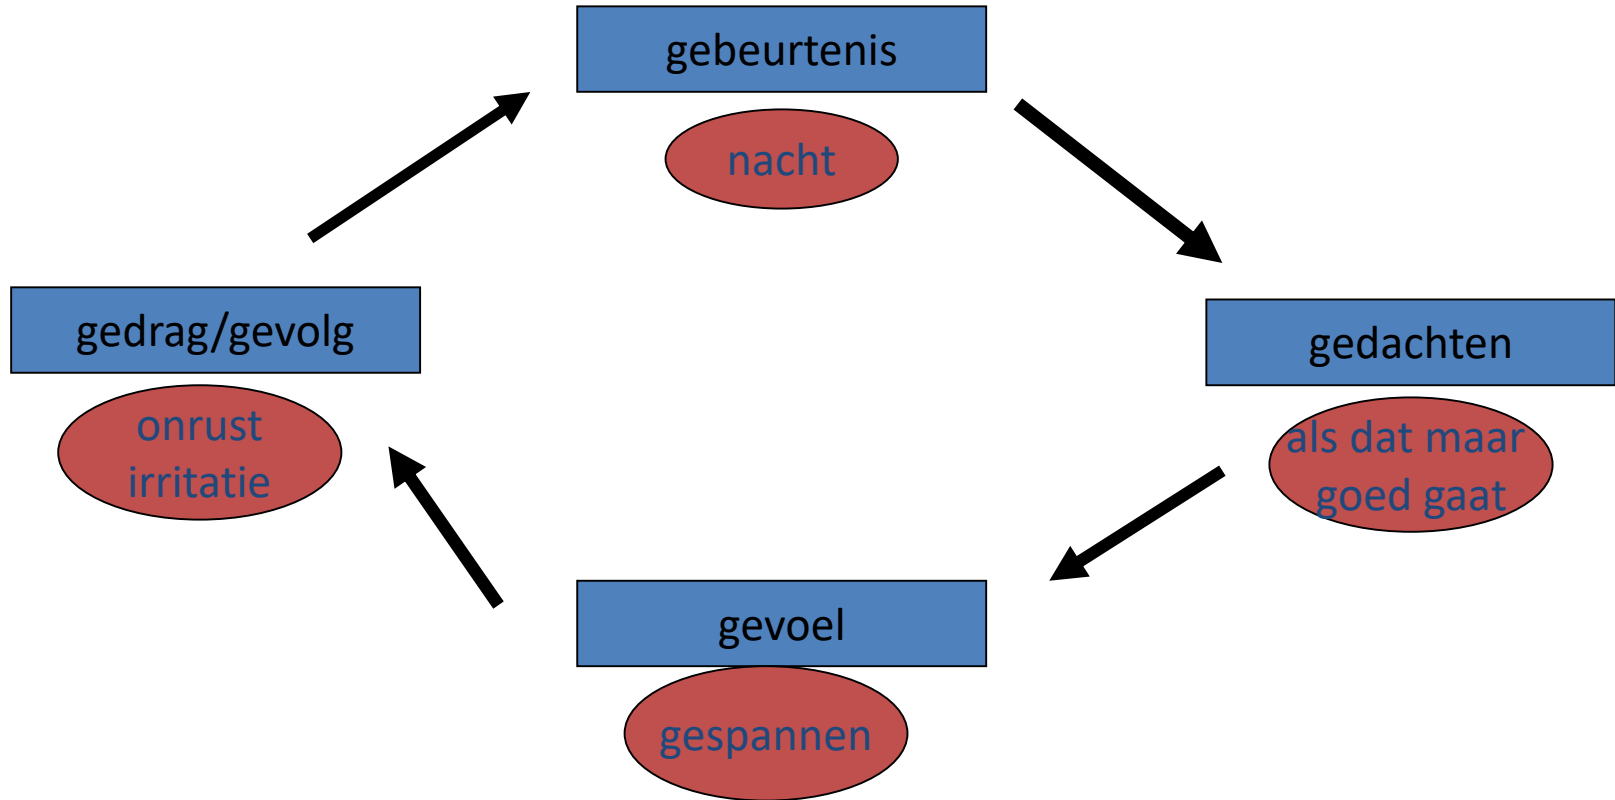 gebeurtenis
nacht
gedachten
als dat maar
goed gaat
gevoel
gespannen
gedrag/gevolg
onrust
irritatie